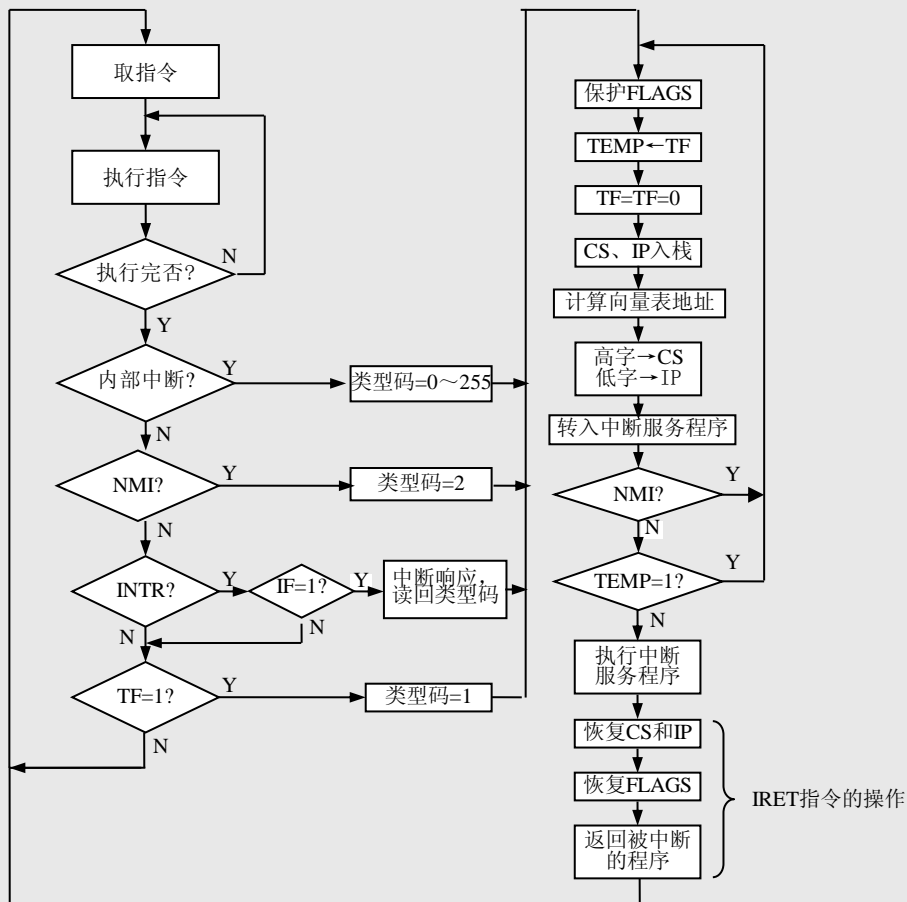 取指令
执行指令
执行完否?
N
Y
内部中断?
Y
类型码=0～255
N
NMI?
Y
类型码=2
N
INTR?
Y
IF=1?
Y
中断响应，
读回类型码
N
N
TF=1?
Y
类型码=1
N
保护FLAGS
TEMP←TF
TF=TF=0
CS、IP入栈
计算向量表地址
高字→CS
低字→IP
转入中断服务程序
NMI?
Y
N
TEMP=1?
Y
N
执行中断
服务程序
恢复CS和IP
恢复FLAGS
返回被中断
的程序
IRET指令的操作